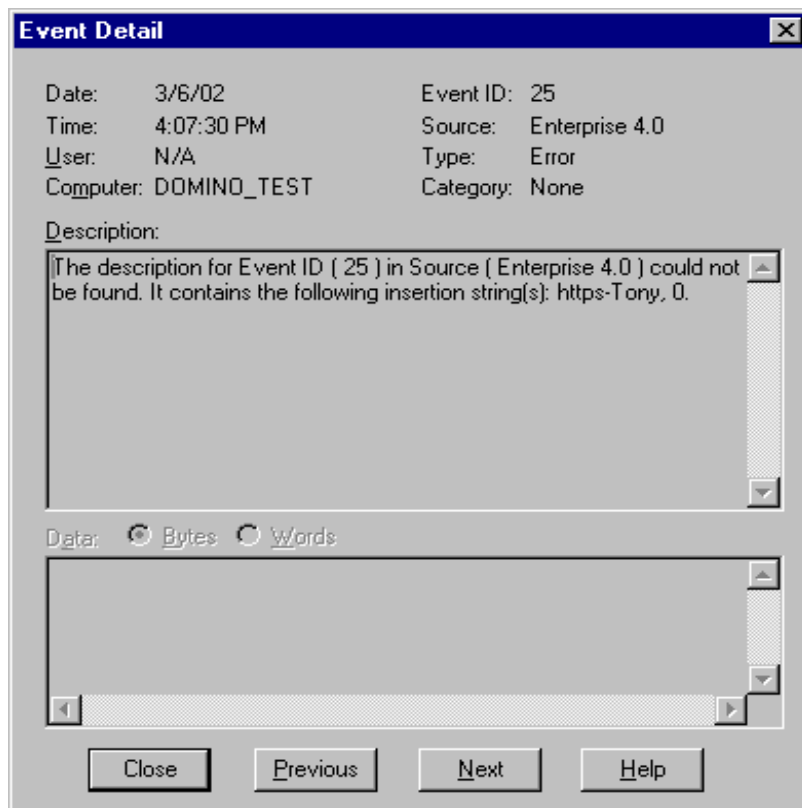 Event Detail
Date: 3/6/02 Event ID: 25
Time: 4:07:30 PM Source: Enterprise 4.0
User: N/A Type: Error
Computer: DOMINO_TEST Category: None
Description:
The description for Event ID ( 25 ) in Source ( Enterprise 4.0 ) could not
be found. It contains the following insertion string(s): https-Tony, 0.
Data: Bytes Words
Close Previous Next Help